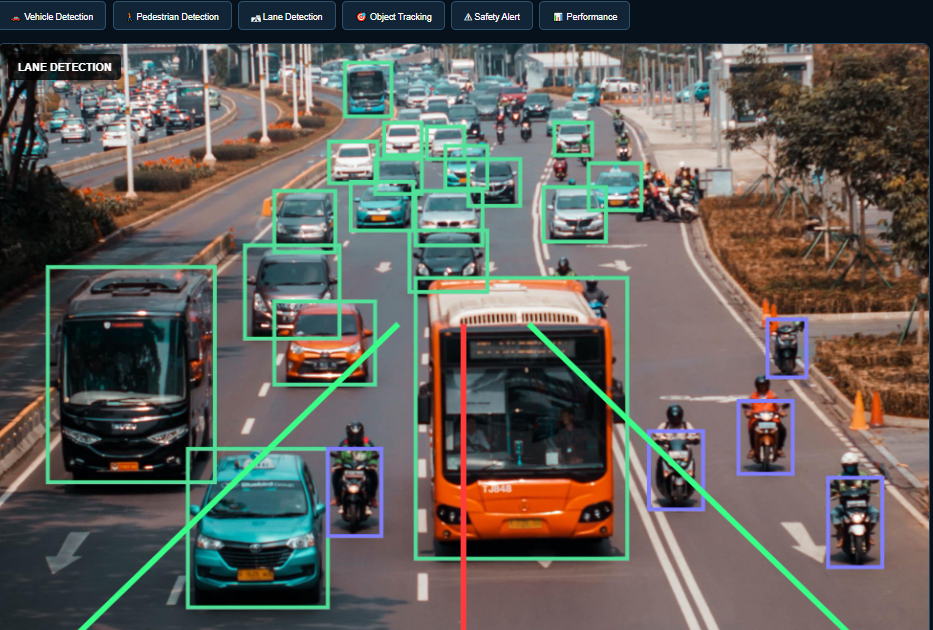 Vehicle Detection
Pedestrian Detection
Lane Detection
Object Tracking
Safety Alert
Performance
LANE DETECTION
TJ848